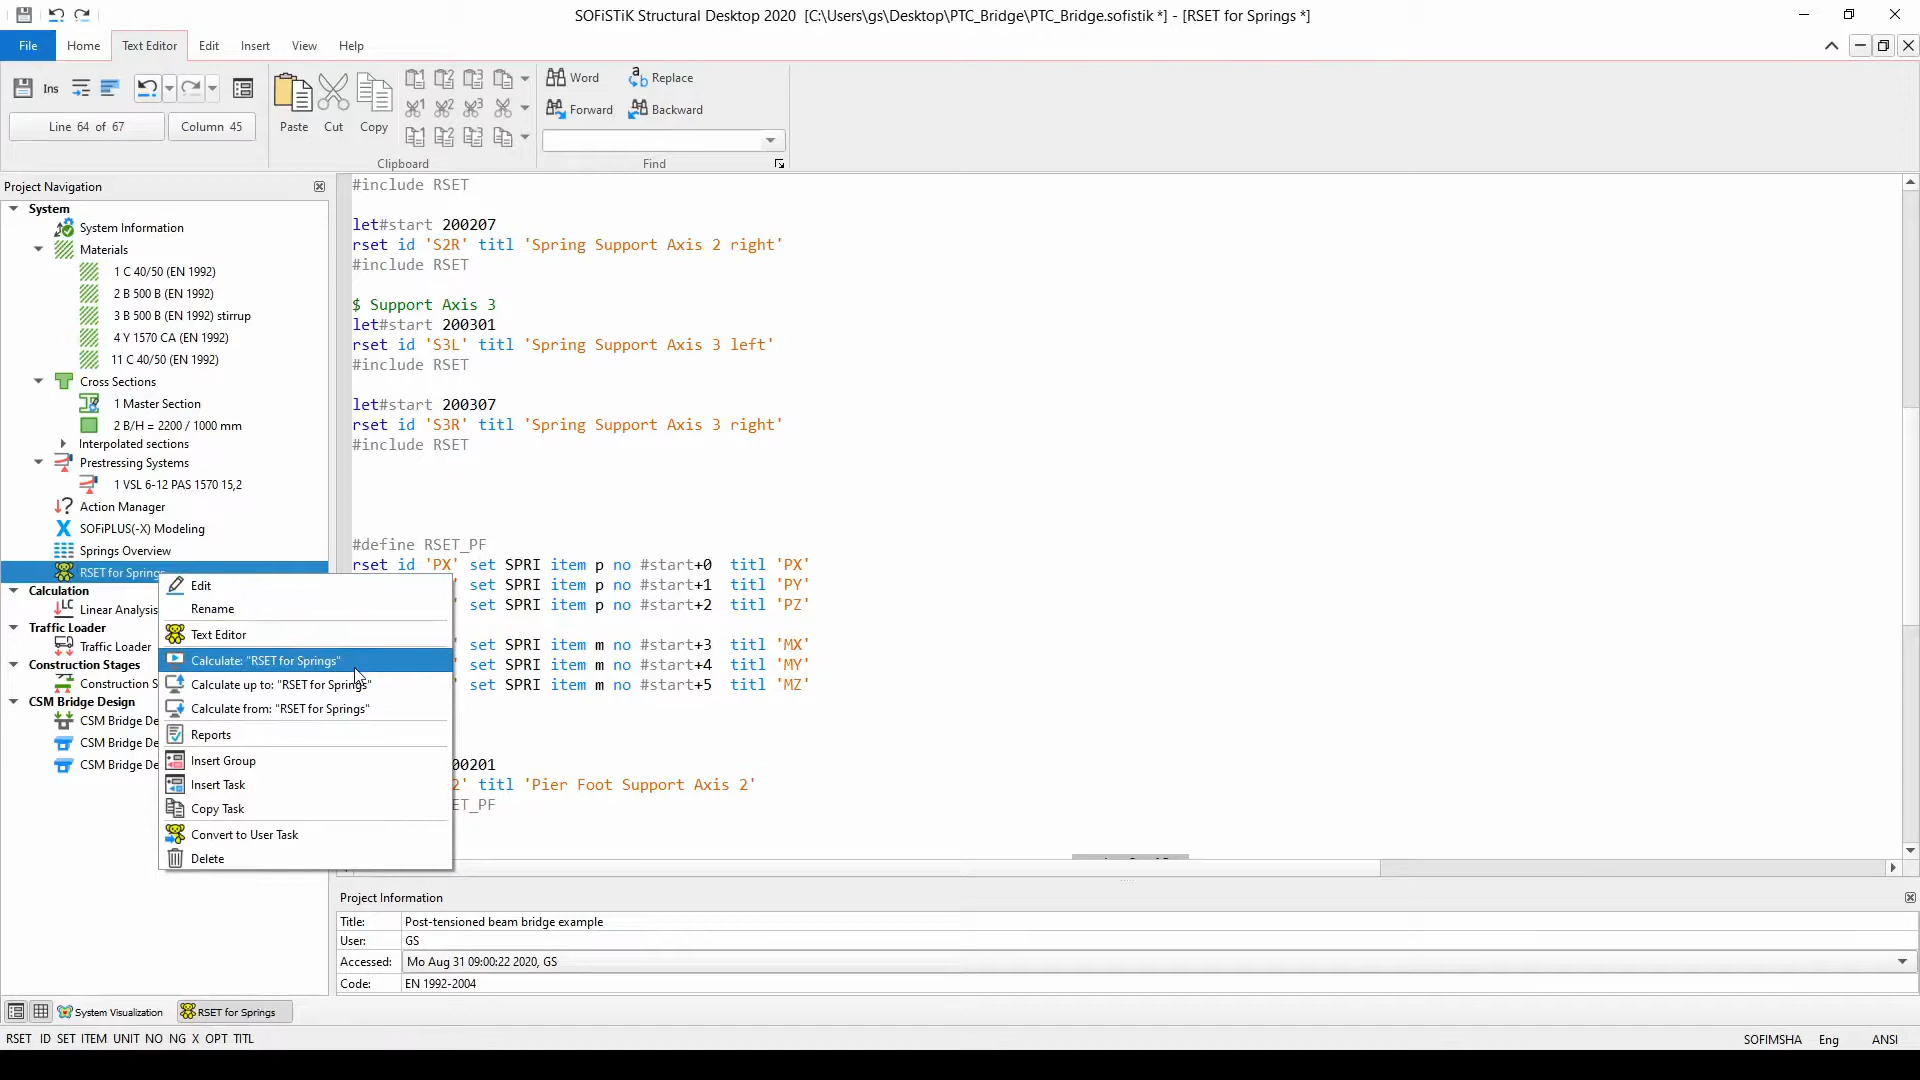 SOFiSTiK Structural Desktop 2020 [C:\Users\gs\Desktop\PTC_Bridge\PTC_Bridge.sofistik *] - [RSET for Springs *]
File
Home
Text Editor
Edit
Insert
View
Help
Ins
Line 64 of 67
Column 45
Paste
Cut
Copy
Clipboard
Word
Replace
Forward
Backward
Find
Project Navigation
System
System Information
Materials
1 C 40/50 (EN 1992)
2 B 500 B (EN 1992)
3 B 500 B (EN 1992) stirrup
4 Y 1570 CA (EN 1992)
11 C 40/50 (EN 1992)
Cross Sections
1 Master Section
2 B/H = 2200 / 1000 mm
Interpolated sections
Prestressing Systems
1 VSL 6-12 PAS 1570 15,2
Action Manager
SOFiPLUS(-X) Modeling
Springs Overview
RSET for Springs
Calculation
Linear Analysis
Traffic Loader
Traffic Loader
Construction Stages
Construction S
CSM Bridge Design
CSM Bridge De
CSM Bridge De
CSM Bridge De
Edit
Rename
Text Editor
Calculate: "RSET for Springs"
Calculate up to: "RSET for Springs"
Calculate from: "RSET for Springs"
Reports
Insert Group
Insert Task
Copy Task
Convert to User Task
Delete
#include RSET
let#start 200207
rset id 'S2R' titl 'Spring Support Axis 2 right'
#include RSET
$ Support Axis 3
let#start 200301
rset id 'S3L' titl 'Spring Support Axis 3 left'
#include RSET
let#start 200307
rset id 'S3R' titl 'Spring Support Axis 3 right'
#include RSET
#define RSET_PF
rset id 'PX' set SPRI item p no #start+0 titl 'PX'
' set SPRI item p no #start+1 titl 'PY'
' set SPRI item p no #start+2 titl 'PZ'
' set SPRI item m no #start+3 titl 'MX'
' set SPRI item m no #start+4 titl 'MY'
' set SPRI item m no #start+5 titl 'MZ'
00201
2' titl 'Pier Foot Support Axis 2'
ET_PF
Project Information
Title: Post-tensioned beam bridge example
User: GS
Accessed: Mo Aug 31 09:00:22 2020, GS
Code: EN 1992-2004
System Visualization
RSET for Springs
RSET ID SET ITEM UNIT NO NG X OPT TITL
SOFIMSHA Eng ANSI